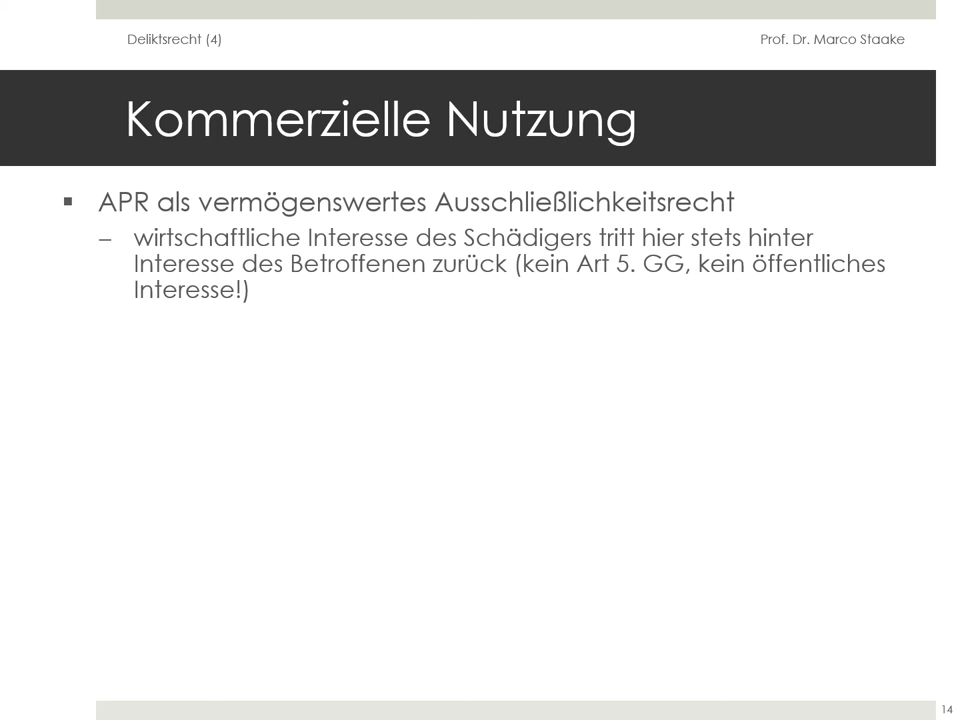 Deliktsrecht (4)
Prof. Dr. Marco Staake
Kommerzielle Nutzung
▪ APR als vermögenswertes Ausschließlichkeitsrecht
– wirtschaftliche Interesse des Schädigers tritt hier stets hinter
Interesse des Betroffenen zurück (kein Art 5. GG, kein öffentliches
Interesse!)
14